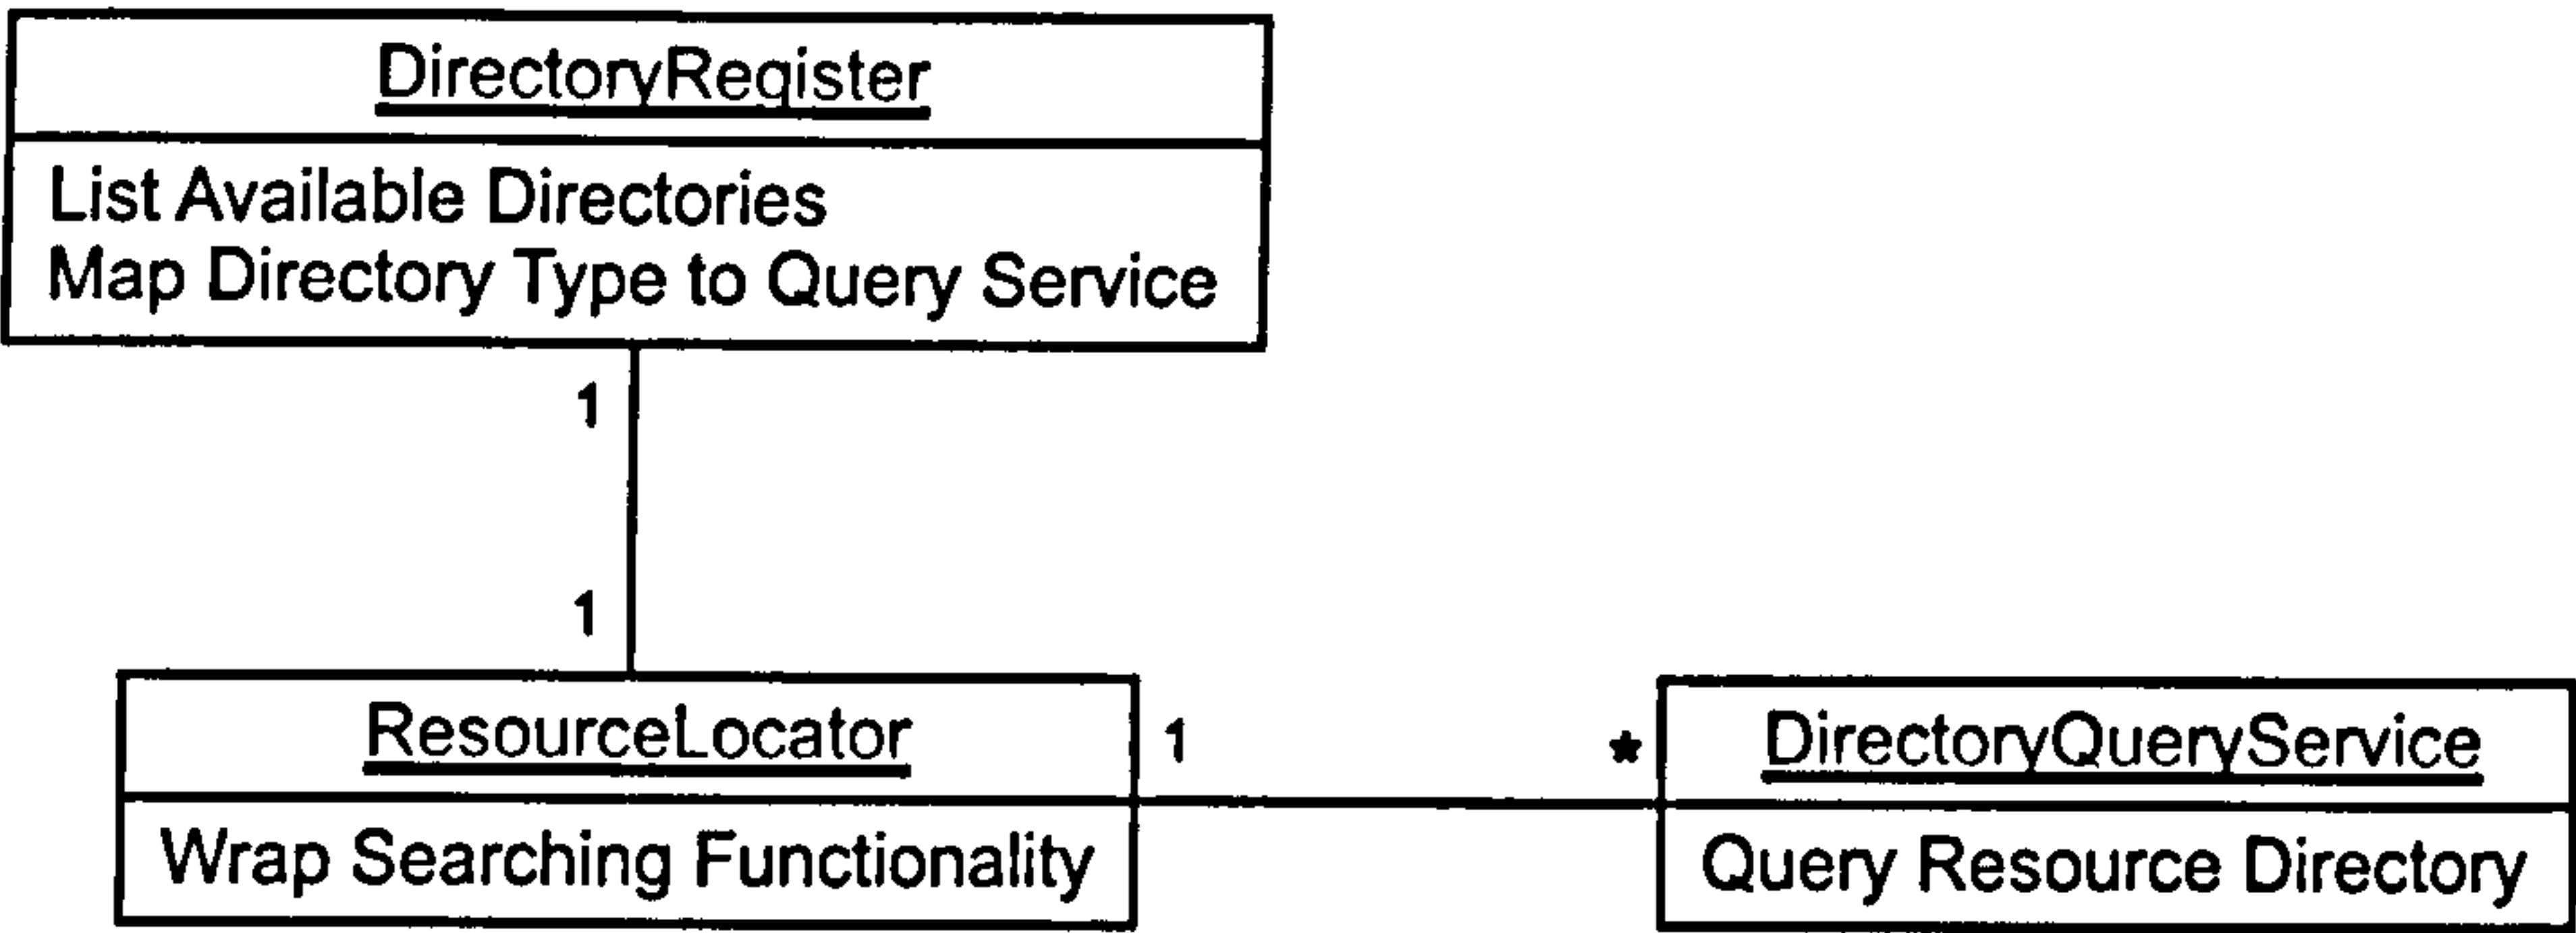 DirectoryRegister
List Available Directories
Map Directory Type to Query Service
1
1
ResourceLocator
Wrap Searching Functionality
1
*
DirectoryQueryService
Query Resource Directory